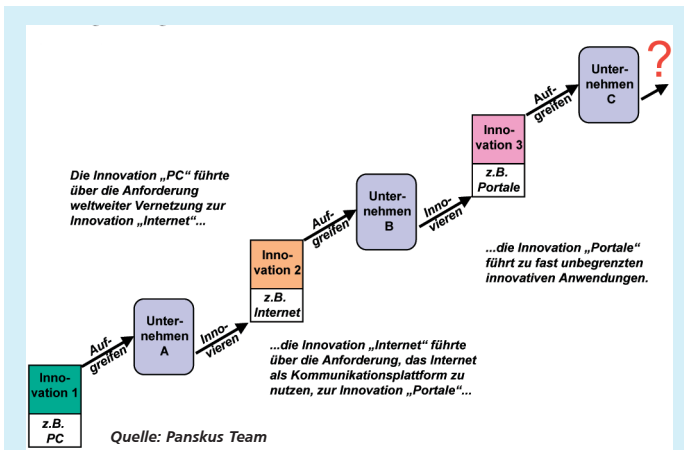 Inno-
vation 1
z.B.
PC
Auf-
greifen
Unter-
nehmen
A
Inno-
vieren
Inno-
vation 2
z.B.
Internet
Auf-
greifen
Unter-
nehmen
B
Inno-
vieren
Inno-
vation 3
z.B.
Portale
Auf-
greifen
Unter-
nehmen
C
?
Die Innovation „PC“ führte
über die Anforderung
weltweiter Vernetzung zur
Innovation „Internet“...
...die Innovation „Internet“ führte
über die Anforderung, das Internet
als Kommunikationsplattform zu
nutzen, zur Innovation „Portale“...
...die Innovation „Portale“
führt zu fast unbegrenzten
innovativen Anwendungen.
Quelle: Panskus Team